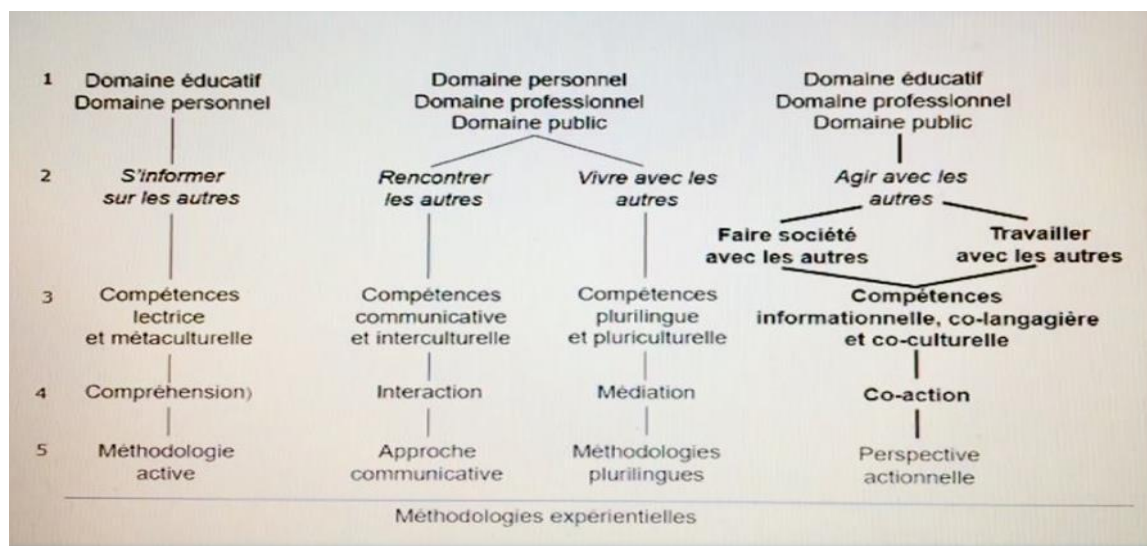 1 Domaine éducatif Domaine personnel Domaine éducatif
Domaine personnel Domaine professionnel Domaine professionnel
Domaine public Domaine public
2 S'informer Rencontrer Vivre avec les Agir avec les
sur les autres les autres autres autres
Faire société Travailler
avec les autres avec les autres
3 Compétences Compétences Compétences Compétences
lectrice communicative plurilingue informationnelle, co-langagière
et métaculturelle et interculturelle et pluriculturelle et co-culturelle
4 Compréhension) Interaction Médiation Co-action
5 Méthodologie Approche Méthodologies Perspective
active communicative plurilingues actionnelle
Méthodologies expérientielles